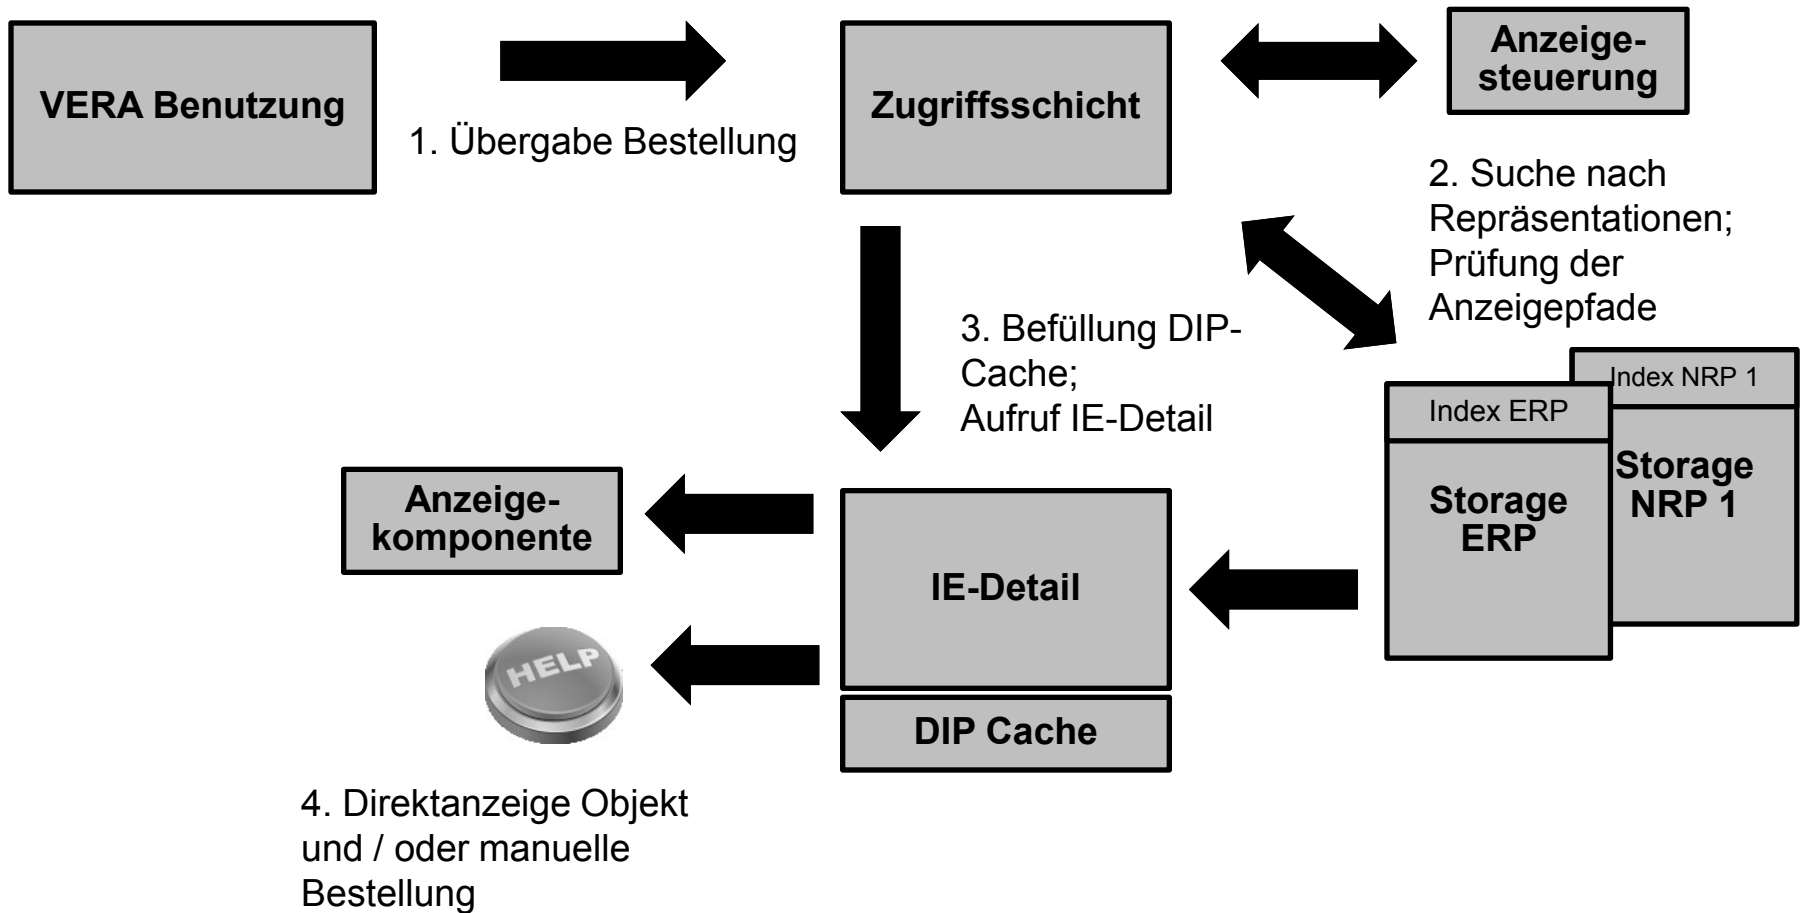 VERA Benutzung
1. Übergabe Bestellung
Zugriffsschicht
Anzeige-
steuerung
2. Suche nach
Repräsentationen;
Prüfung der
Anzeigepfade
3. Befüllung DIP-
Cache;
Aufruf IE-Detail
Index NRP 1
Storage
NRP 1
Index ERP
Storage
ERP
Anzeige-
komponente
IE-Detail
HELP
DIP Cache
4. Direktanzeige Objekt
und / oder manuelle
Bestellung